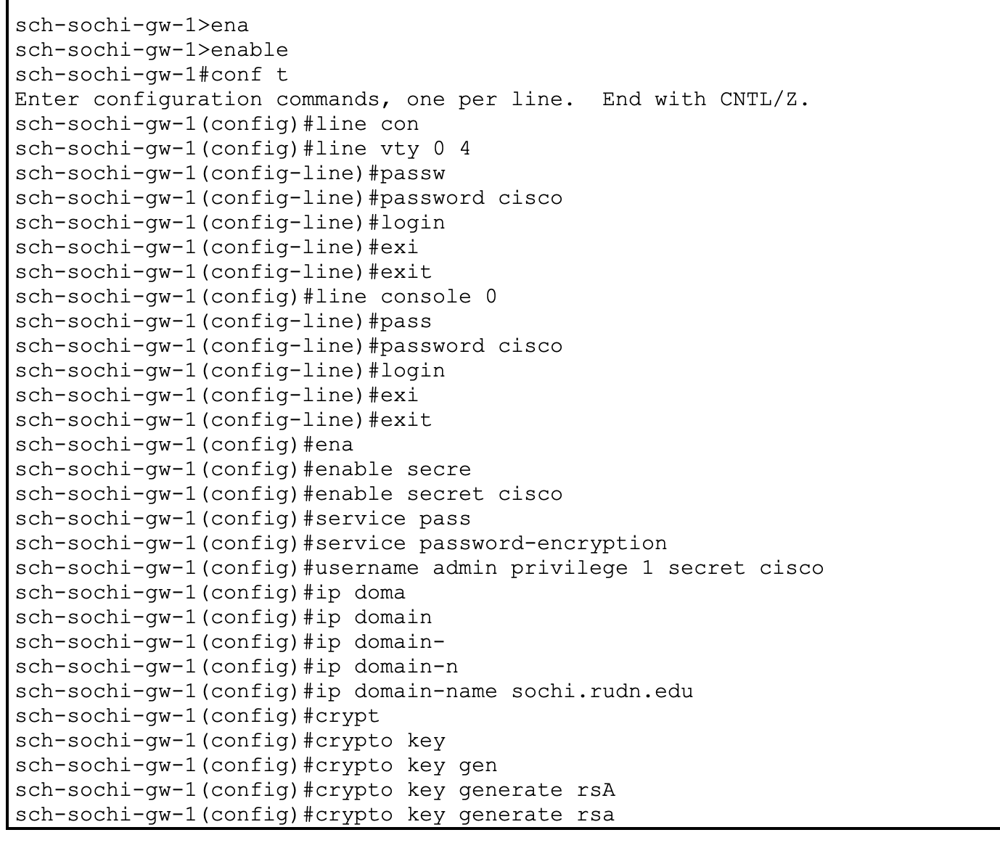 sch-sochi-gw-1>ena
sch-sochi-gw-1>enable
sch-sochi-gw-1#conf t
Enter configuration commands, one per line.  End with CNTL/Z.
sch-sochi-gw-1(config)#line con
sch-sochi-gw-1(config)#line vty 0 4
sch-sochi-gw-1(config-line)#passw
sch-sochi-gw-1(config-line)#password cisco
sch-sochi-gw-1(config-line)#login
sch-sochi-gw-1(config-line)#exi
sch-sochi-gw-1(config-line)#exit
sch-sochi-gw-1(config)#line console 0
sch-sochi-gw-1(config-line)#pass
sch-sochi-gw-1(config-line)#password cisco
sch-sochi-gw-1(config-line)#login
sch-sochi-gw-1(config-line)#exi
sch-sochi-gw-1(config-line)#exit
sch-sochi-gw-1(config)#ena
sch-sochi-gw-1(config)#enable secre
sch-sochi-gw-1(config)#enable secret cisco
sch-sochi-gw-1(config)#service pass
sch-sochi-gw-1(config)#service password-encryption
sch-sochi-gw-1(config)#username admin privilege 1 secret cisco
sch-sochi-gw-1(config)#ip doma
sch-sochi-gw-1(config)#ip domain
sch-sochi-gw-1(config)#ip domain-
sch-sochi-gw-1(config)#ip domain-n
sch-sochi-gw-1(config)#ip domain-name sochi.rudn.edu
sch-sochi-gw-1(config)#crypt
sch-sochi-gw-1(config)#crypto key
sch-sochi-gw-1(config)#crypto key gen
sch-sochi-gw-1(config)#crypto key generate rsA
sch-sochi-gw-1(config)#crypto key generate rsa